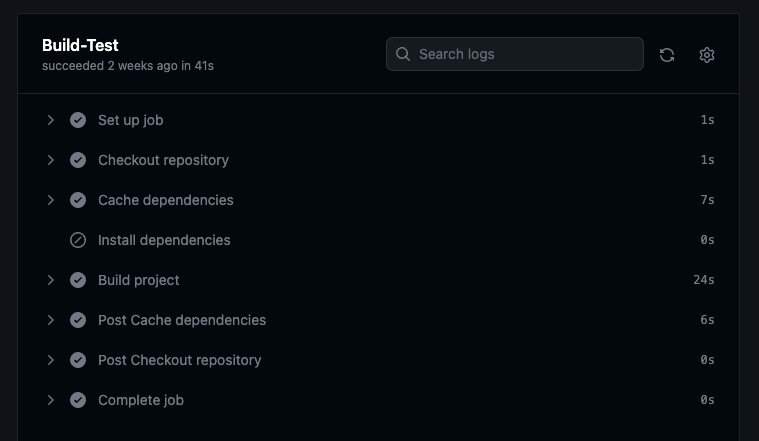 Build-Test
succeeded 2 weeks ago in 41s
Search logs
Set up job 1s
Checkout repository 1s
Cache dependencies 7s
Install dependencies 0s
Build project 24s
Post Cache dependencies 6s
Post Checkout repository 0s
Complete job 0s